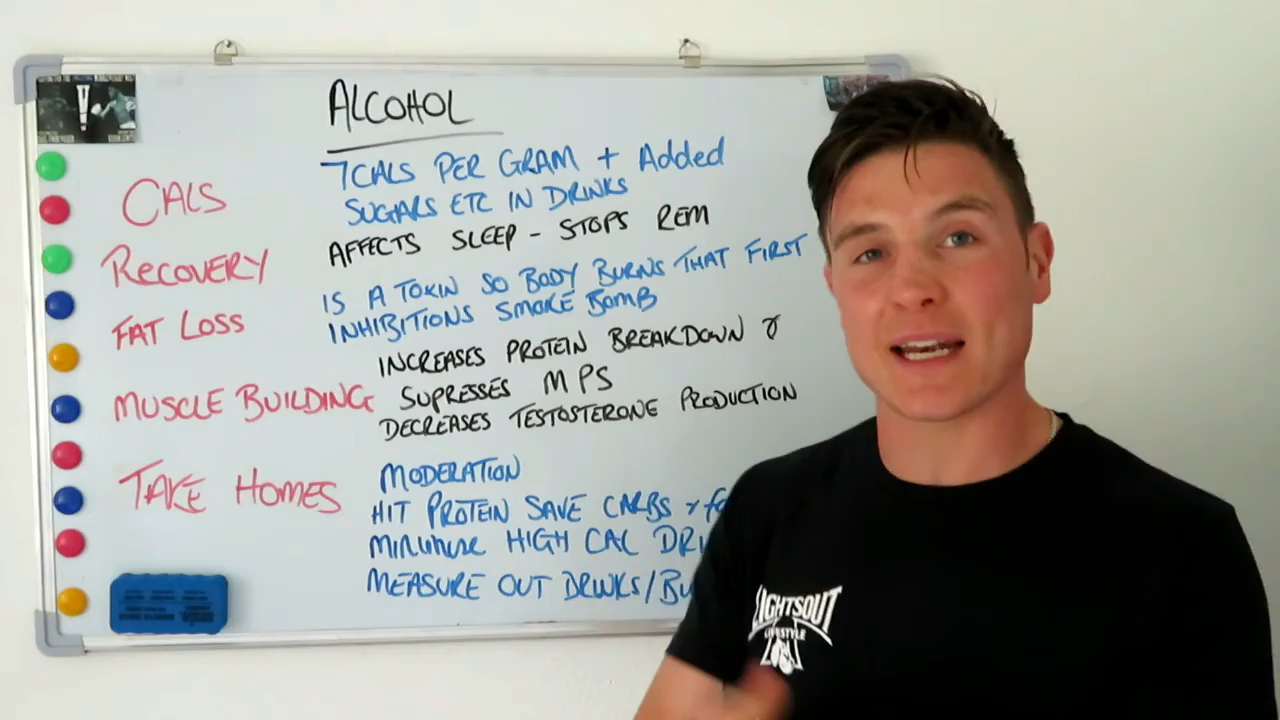 ALCOHOL
CALS
7CALS PER GRAM + Added
SUGARS ETC IN DRINKS
RECOVERY
AFFECTS SLEEP - STOPS REM
FAT LOSS
IS A TOXIN SO BODY BURNS THAT FIRST
INHIBITIONS SMOKE BOMB
MUSCLE BUILDING
INCREASES PROTEIN BREAKDOWN &
SUPRESSES MPS
DECREASES TESTOSTERONE PRODUCTION
TAKE HOMES
MODERATION
HIT PROTEIN SAVE CARBS &
MINIMISE HIGH CAL
MEASURE OUT DRINKS/
LIGHTSOUT
LIFESTYLE